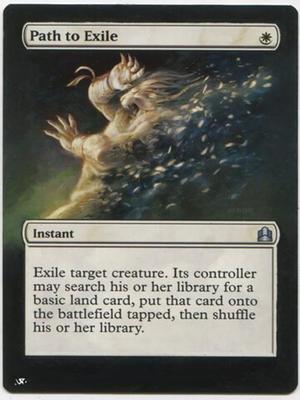 Path to Exile
Instant
Exile target creature. Its controller
may search his or her library for a
basic land card, put that card onto
the battlefield tapped, then shuffle
his or her library.